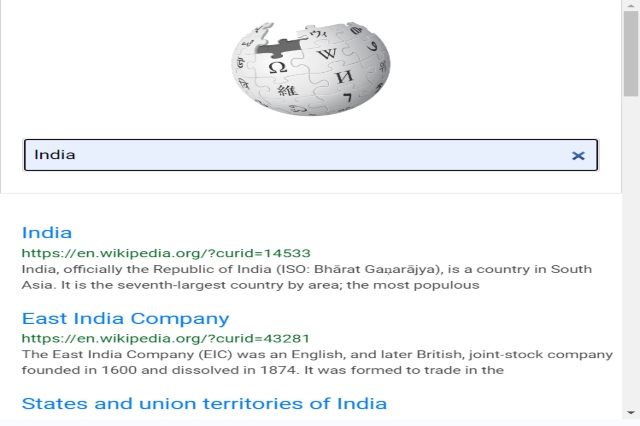 Ω W
維 И
India
India
https://en.wikipedia.org/?curid=14533
India, officially the Republic of India (ISO: Bhārat Gaṇarājya), is a country in South
Asia. It is the seventh-largest country by area; the most populous
East India Company
https://en.wikipedia.org/?curid=43281
The East India Company (EIC) was an English, and later British, joint-stock company
founded in 1600 and dissolved in 1874. It was formed to trade in the
States and union territories of India